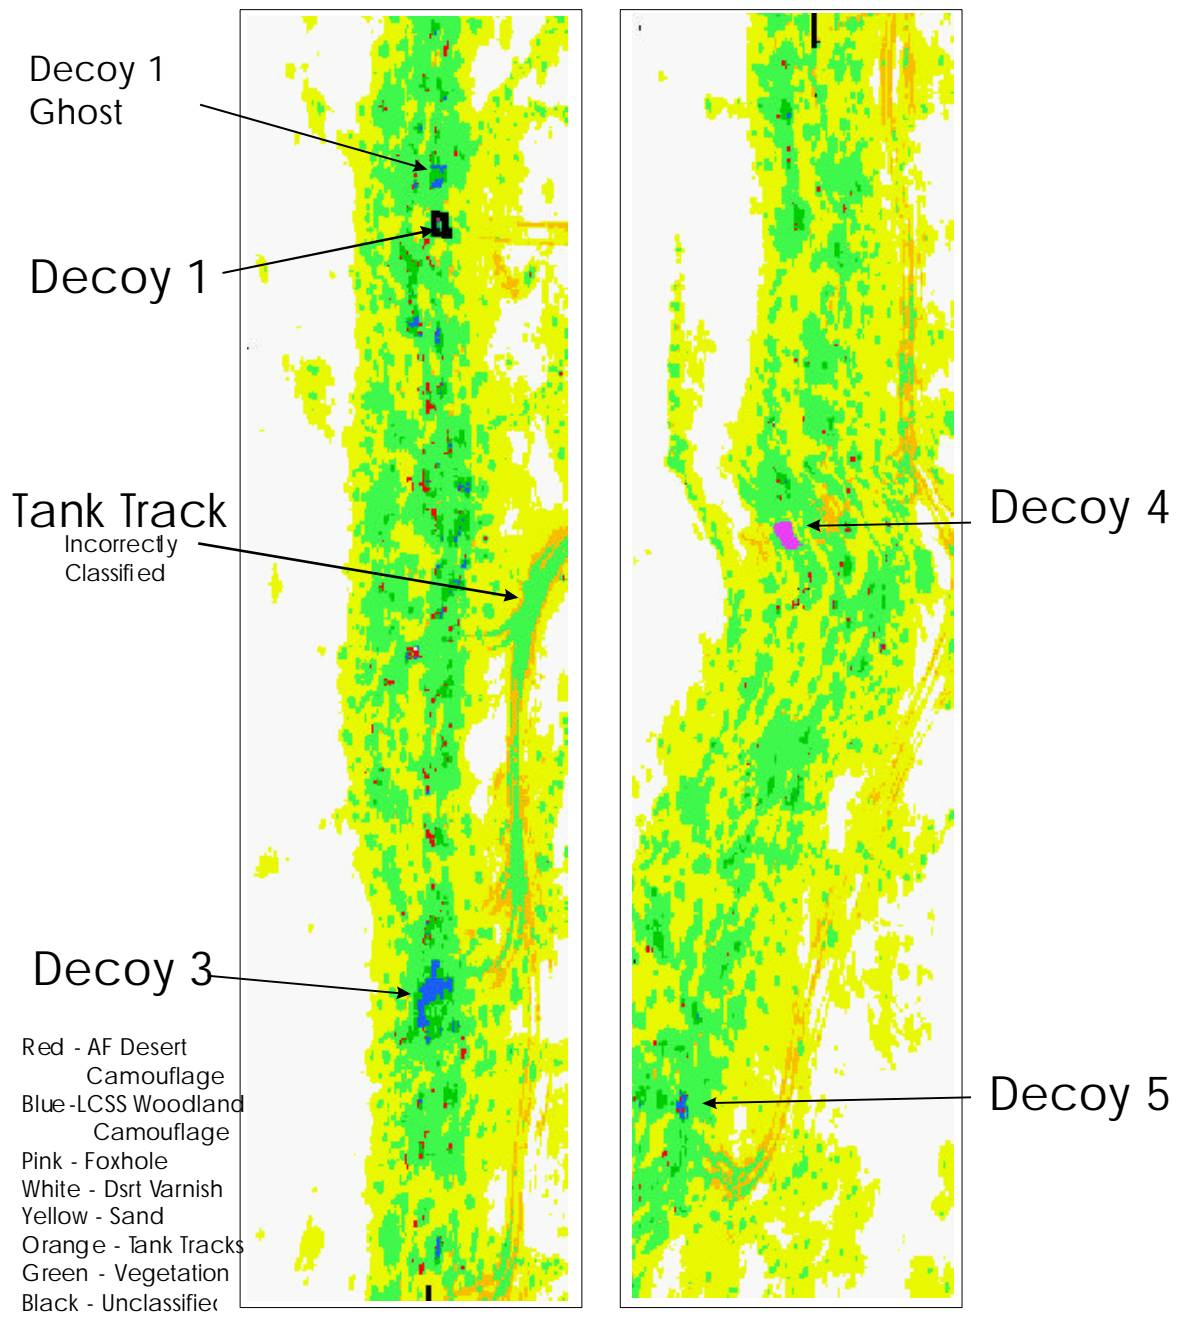 Decoy 1
Ghost
Decoy 1
Tank Track
Incorrectly
Classified
Decoy 3
Red - AF Desert
Camouflage
Blue-LCSS Woodland
Camouflage
Pink - Foxhole
White - Dsrt Varnish
Yellow - Sand
Orange - Tank Tracks
Green - Vegetation
Black - Unclassified
Decoy 4
Decoy 5